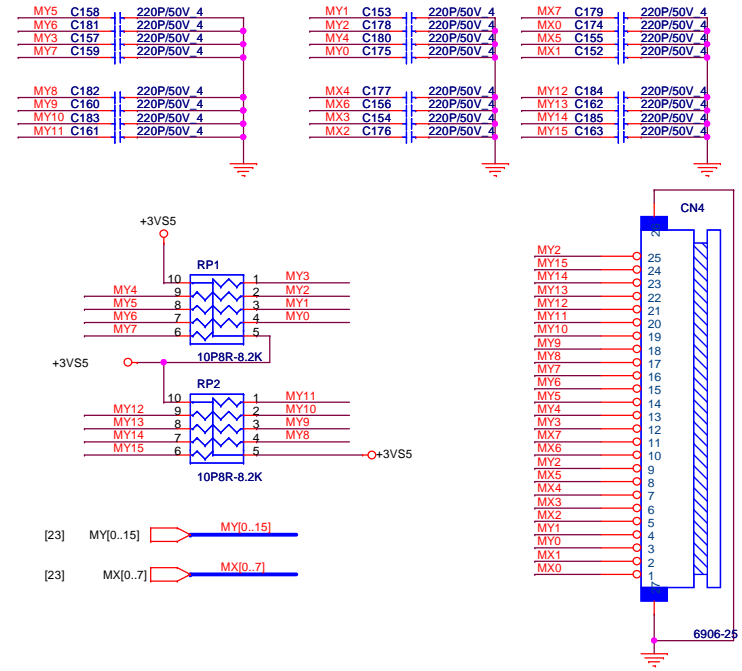 MY5 C158 220P/50V_4
MY6 C181 220P/50V_4
MY3 C157 220P/50V_4
MY7 C159 220P/50V_4
MY8 C182 220P/50V_4
MY9 C160 220P/50V_4
MY10 C183 220P/50V_4
MY11 C161 220P/50V_4
MY1 C153 220P/50V_4
MY2 C178 220P/50V_4
MY4 C180 220P/50V_4
MY0 C175 220P/50V_4
MX4 C177 220P/50V_4
MX6 C156 220P/50V_4
MX3 C154 220P/50V_4
MX2 C176 220P/50V_4
MX7 C179 220P/50V_4
MX0 C174 220P/50V_4
MX5 C155 220P/50V_4
MX1 C152 220P/50V_4
MY12 C184 220P/50V_4
MY13 C162 220P/50V_4
MY14 C185 220P/50V_4
MY15 C163 220P/50V_4
+3VS5
RP1
10 1 MY3
MY4 9 2 MY2
MY5 8 3 MY1
MY6 7 4 MY0
MY7 6 5
10P8R-8.2K
+3VS5
RP2
10 1 MY11
MY12 9 2 MY10
MY13 8 3 MY9
MY14 7 4 MY8
MY15 6 5 +3VS5
10P8R-8.2K
[23] MY[0..15] MY[0..15]
[23] MX[0..7] MX[0..7]
CN4
MY2 25
MY15 24
MY14 23
MY13 22
MY12 21
MY11 20
MY10 19
MY9 18
MY8 17
MY7 16
MY6 15
MY5 14
MY4 13
MY3 12
MX7 11
MX6 10
MY2 9
MX5 8
MX4 7
MX3 6
MX2 5
MY1 4
MY0 3
MX1 2
MX0 1
27
6906-25